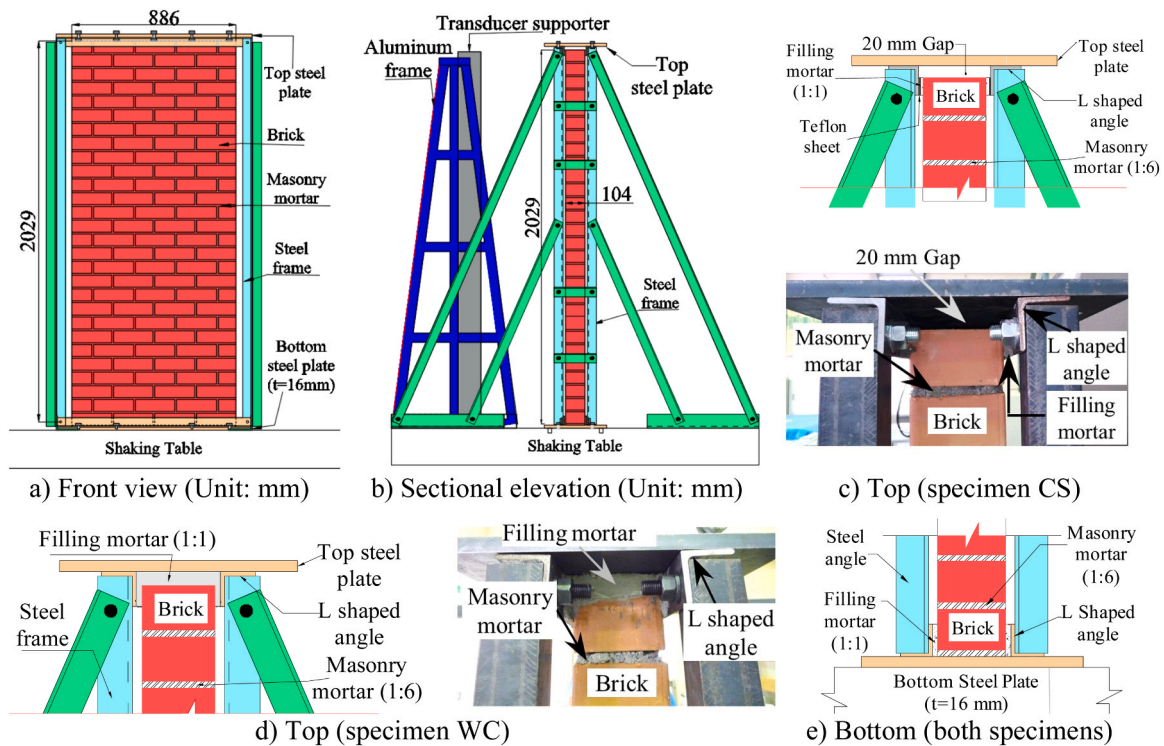 886
2029
Top steel
plate
Brick
Masonry
mortar
Steel
frame
Bottom
steel plate
(t=16mm)
Shaking Table
a) Front view (Unit: mm)
Transducer supporter
Aluminum
frame
Top
steel plate
2029
104
Steel
frame
Shaking Table
b) Sectional elevation (Unit: mm)
Filling
mortar
(1:1)
20 mm Gap
Top steel
plate
Brick
Teflon
sheet
L shaped
angle
Masonry
mortar (1:6)
20 mm Gap
Masonry
mortar
L shaped
angle
Brick
Filling
mortar
c) Top (specimen CS)
Filling mortar (1:1)
Top steel
plate
Brick
Steel
frame
L shaped
angle
Masonry
mortar (1:6)
Filling mortar
Masonry
mortar
L shaped
angle
Brick
d) Top (specimen WC)
Steel
angle
Masonry
mortar
(1:6)
Filling
mortar
(1:1)
Brick
L Shaped
angle
Bottom Steel Plate
(t=16 mm)
e) Bottom (both specimens)